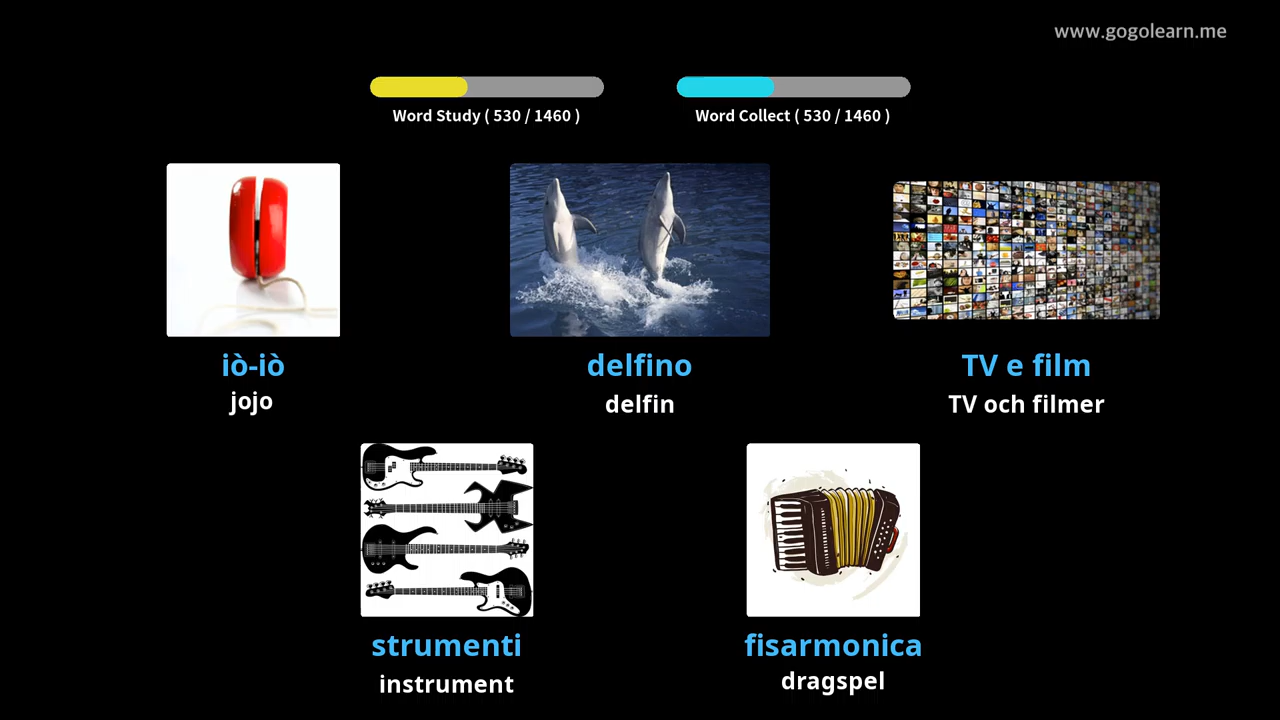 www.gogolearn.me
Word Study ( 530 / 1460 )
Word Collect ( 530 / 1460 )
iò-iò
jojo
delfino
delfin
TV e film
TV och filmer
strumenti
instrument
fisarmonica
dragspel